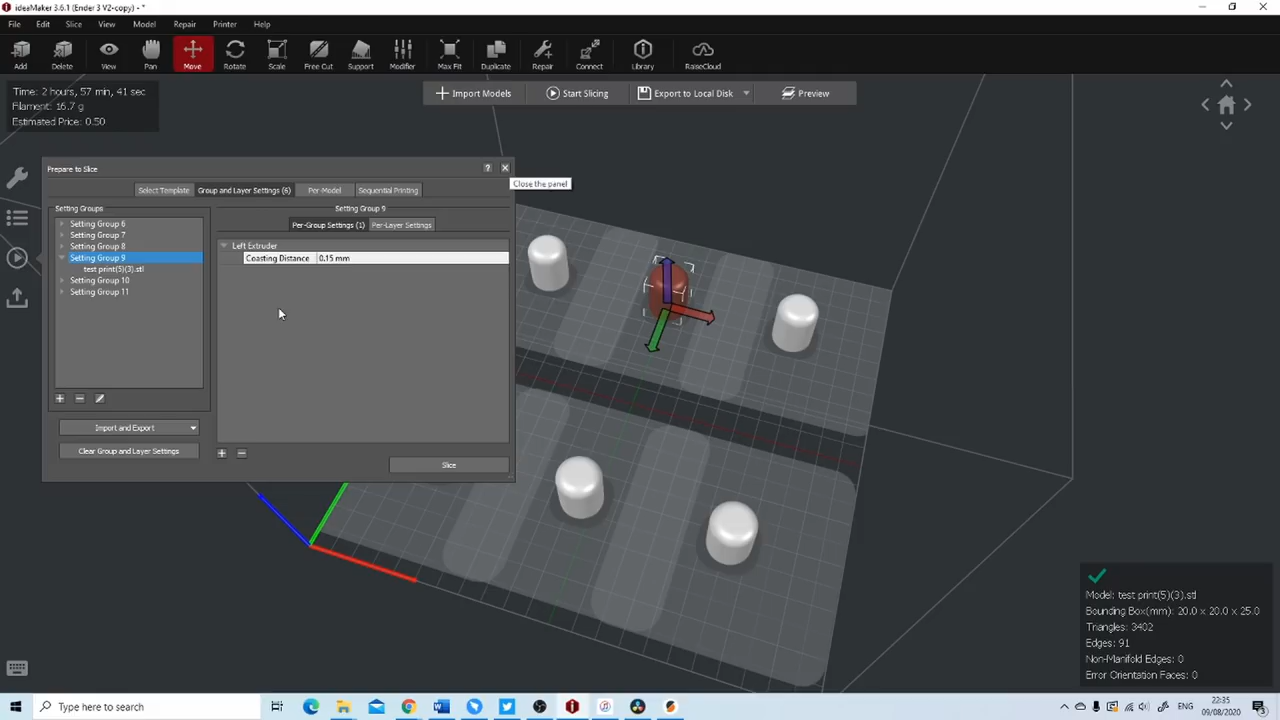 ideaMaker 3.6.1 (Ender 3 V2-copy) - *
File Edit Slice View Model Repair Printer Help
Add Delete View Pan Move Rotate Scale Free Cut Support Modifier Max Fit Duplicate Repair Connect Library RaiseCloud
Time: 2 hours, 57 min, 41 sec
Filament: 16.7 g
Estimated Price: 0.50
Import Models Start Slicing Export to Local Disk Preview
Prepare to Slice ?
Close the panel
Select Template Group and Layer Settings (6) Per-Model Sequential Printing
Setting Groups
Setting Group 6
Setting Group 7
Setting Group 8
Setting Group 9
test print(5)(3).stl
Setting Group 10
Setting Group 11
Import and Export
Clear Group and Layer Settings
Setting Group 9
Per-Group Settings (1) Per-Layer Settings
Left Extruder
Coasting Distance 0.15 mm
Slice
Model: test print(5)(3).stl
Bounding Box(mm): 20.0 x 20.0 x 25.0
Triangles: 3402
Edges: 91
Non-Manifold Edges: 0
Error Orientation Faces: 0
Type here to search
ENG
22:35
09/08/2020
3